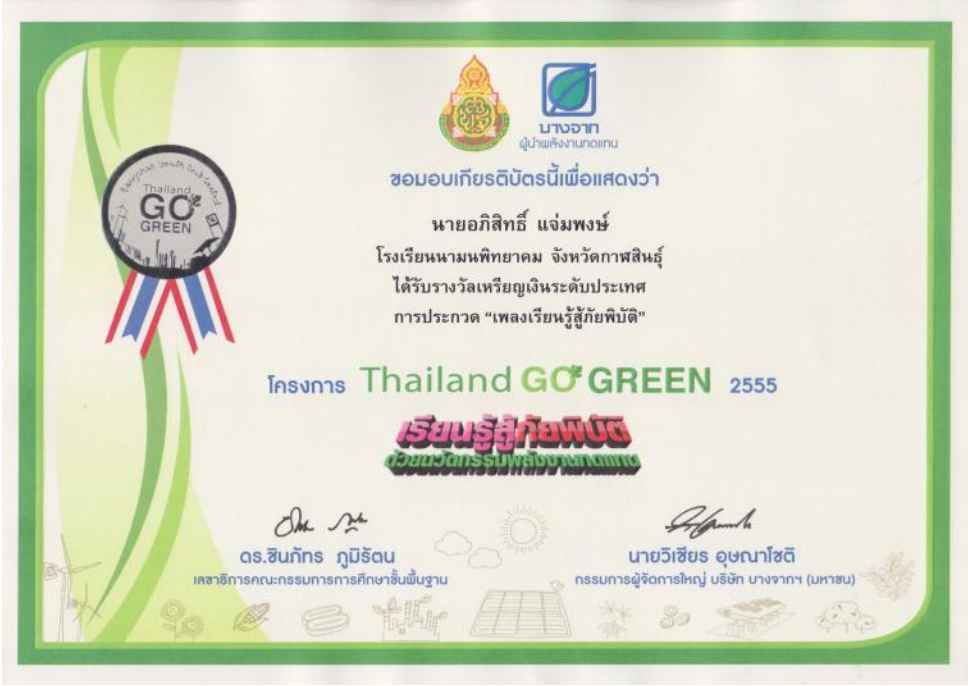 บางจาก
ผู้นำพลังงานทดแทน
ขอมอบเกียรติบัตรนี้เพื่อแสดงว่า
Thailand
GO
GREEN
นายอภิสิทธิ์ แจ่มพงษ์
โรงเรียนนามนพิทยาคม จังหวัดกาฬสินธุ์
ได้รับรางวัลเหรียญเงินระดับประเทศ
การประกวด “เพลงเรียนรู้สู้ภัยพิบัติ”
โครงการ Thailand GO GREEN 2555
เรียนรู้สู้ภัยพิบัติ
ด้วยนวัตกรรมพลังงานทดแทน
ดร.ชินภัทร ภูมิรัตน
เลขาธิการคณะกรรมการการศึกษาขั้นพื้นฐาน
นายวิเชียร อุษณาโชติ
กรรมการผู้จัดการใหญ่ บริษัท บางจากฯ (มหาชน)